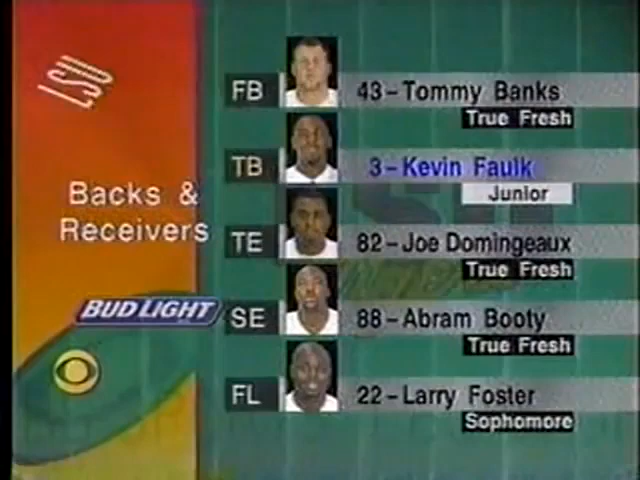 LSU
Backs &
Receivers
BUD LIGHT
FB 43-Tommy Banks
True Fresh
TB 3-Kevin Faulk
Junior
TE 82-Joe Domingeaux
True Fresh
SE 88-Abram Booty
True Fresh
FL 22-Larry Foster
Sophomore